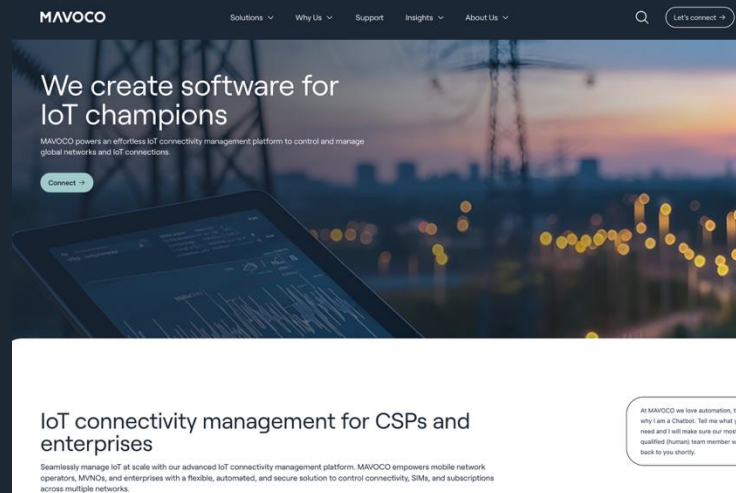 MAVOCO
Solutions Why Us Support Insights About Us
Let's connect →
We create software for
IoT champions
MAVOCO powers an effortless IoT connectivity management platform to control and manage
global networks and IoT connections.
Connect →
IoT connectivity management for CSPs and
enterprises
Seamlessly manage IoT at scale with our advanced IoT connectivity management platform. MAVOCO empowers mobile network
operators, MVNOs, and enterprises with a flexible, automated, and secure solution to control connectivity, SIMs, and subscriptions
across multiple networks.
At MAVOCO we love automation,
why I am a Chatbot. Tell me what
need and I will make sure our most
qualified (human) team member
back to you shortly.